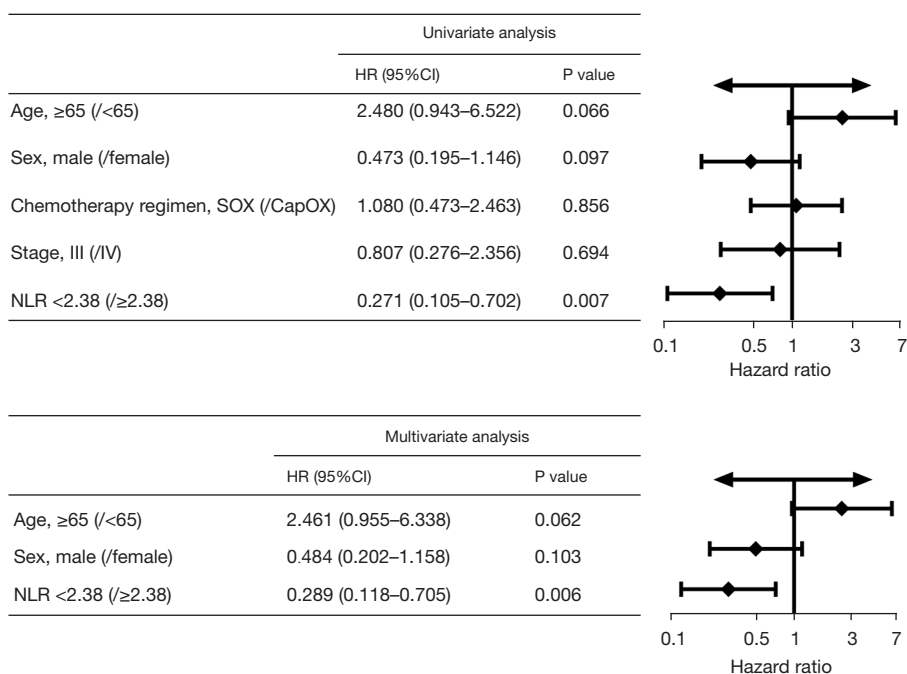 Univariate analysis
HR (95%CI) P value
Age, ≥65 (/<65) 2.480 (0.943–6.522) 0.066
Sex, male (/female) 0.473 (0.195–1.146) 0.097
Chemotherapy regimen, SOX (/CapOX) 1.080 (0.473–2.463) 0.856
Stage, III (/IV) 0.807 (0.276–2.356) 0.694
NLR <2.38 (/≥2.38) 0.271 (0.105–0.702) 0.007
0.1 0.5 1 3 7
Hazard ratio
Multivariate analysis
HR (95%CI) P value
Age, ≥65 (/<65) 2.461 (0.955–6.338) 0.062
Sex, male (/female) 0.484 (0.202–1.158) 0.103
NLR <2.38 (/≥2.38) 0.289 (0.118–0.705) 0.006
0.1 0.5 1 3 7
Hazard ratio